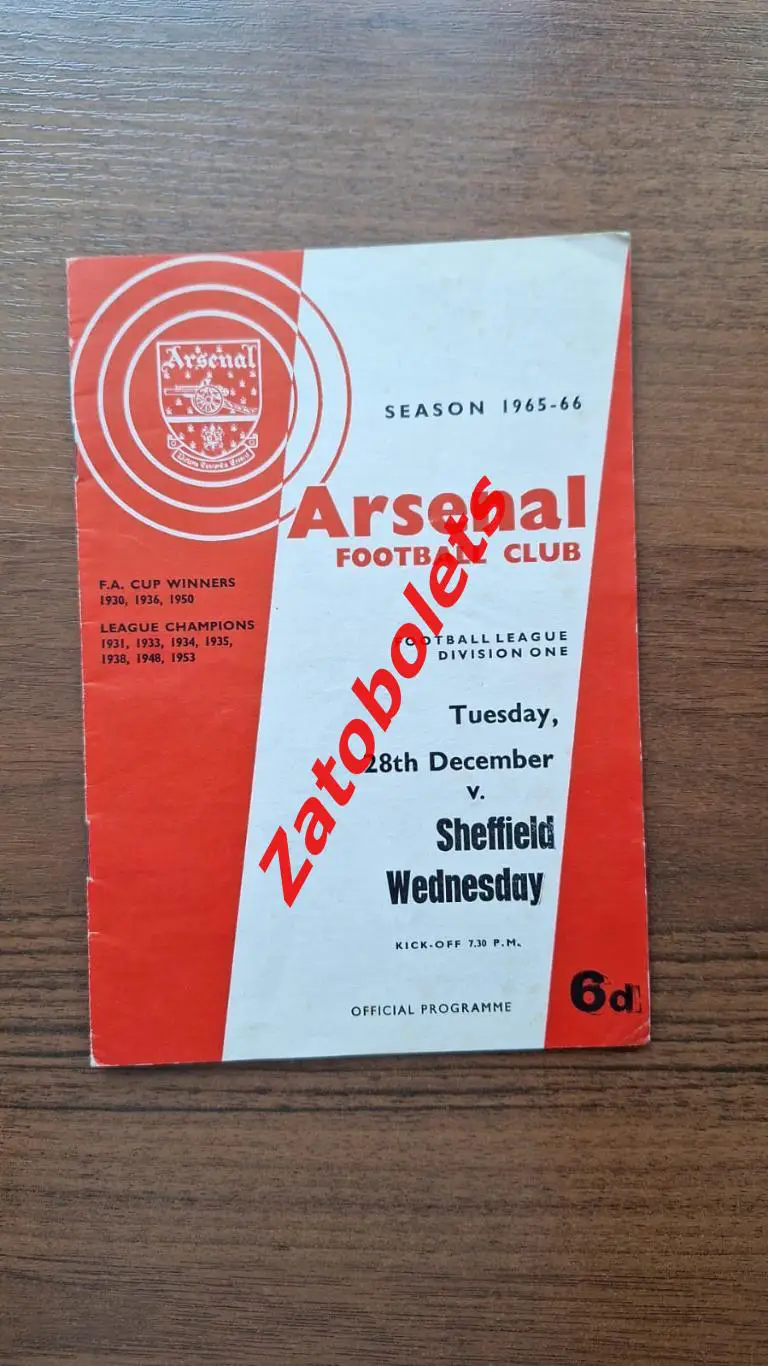 Arsenal
SEASON 1965-66
Arsenal
FOOTBALL CLUB
F.A. CUP WINNERS
1930, 1936, 1950
LEAGUE CHAMPIONS
1931, 1933, 1934, 1935,
1938, 1948, 1953
FOOTBALL LEAGUE
DIVISION ONE
Tuesday,
28th December
v.
Sheffield
Wednesday
KICK-OFF 7.30 P.M.
OFFICIAL PROGRAMME
6d
Zatobolets